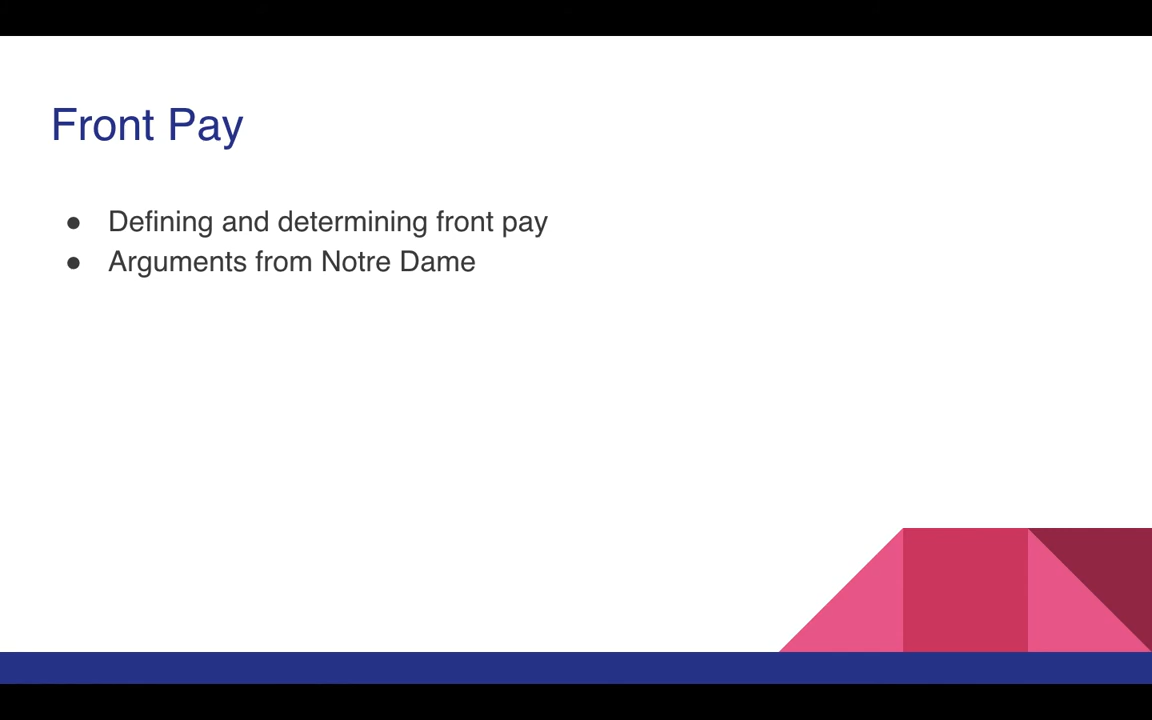 Front Pay
● Defining and determining front pay
● Arguments from Notre Dame